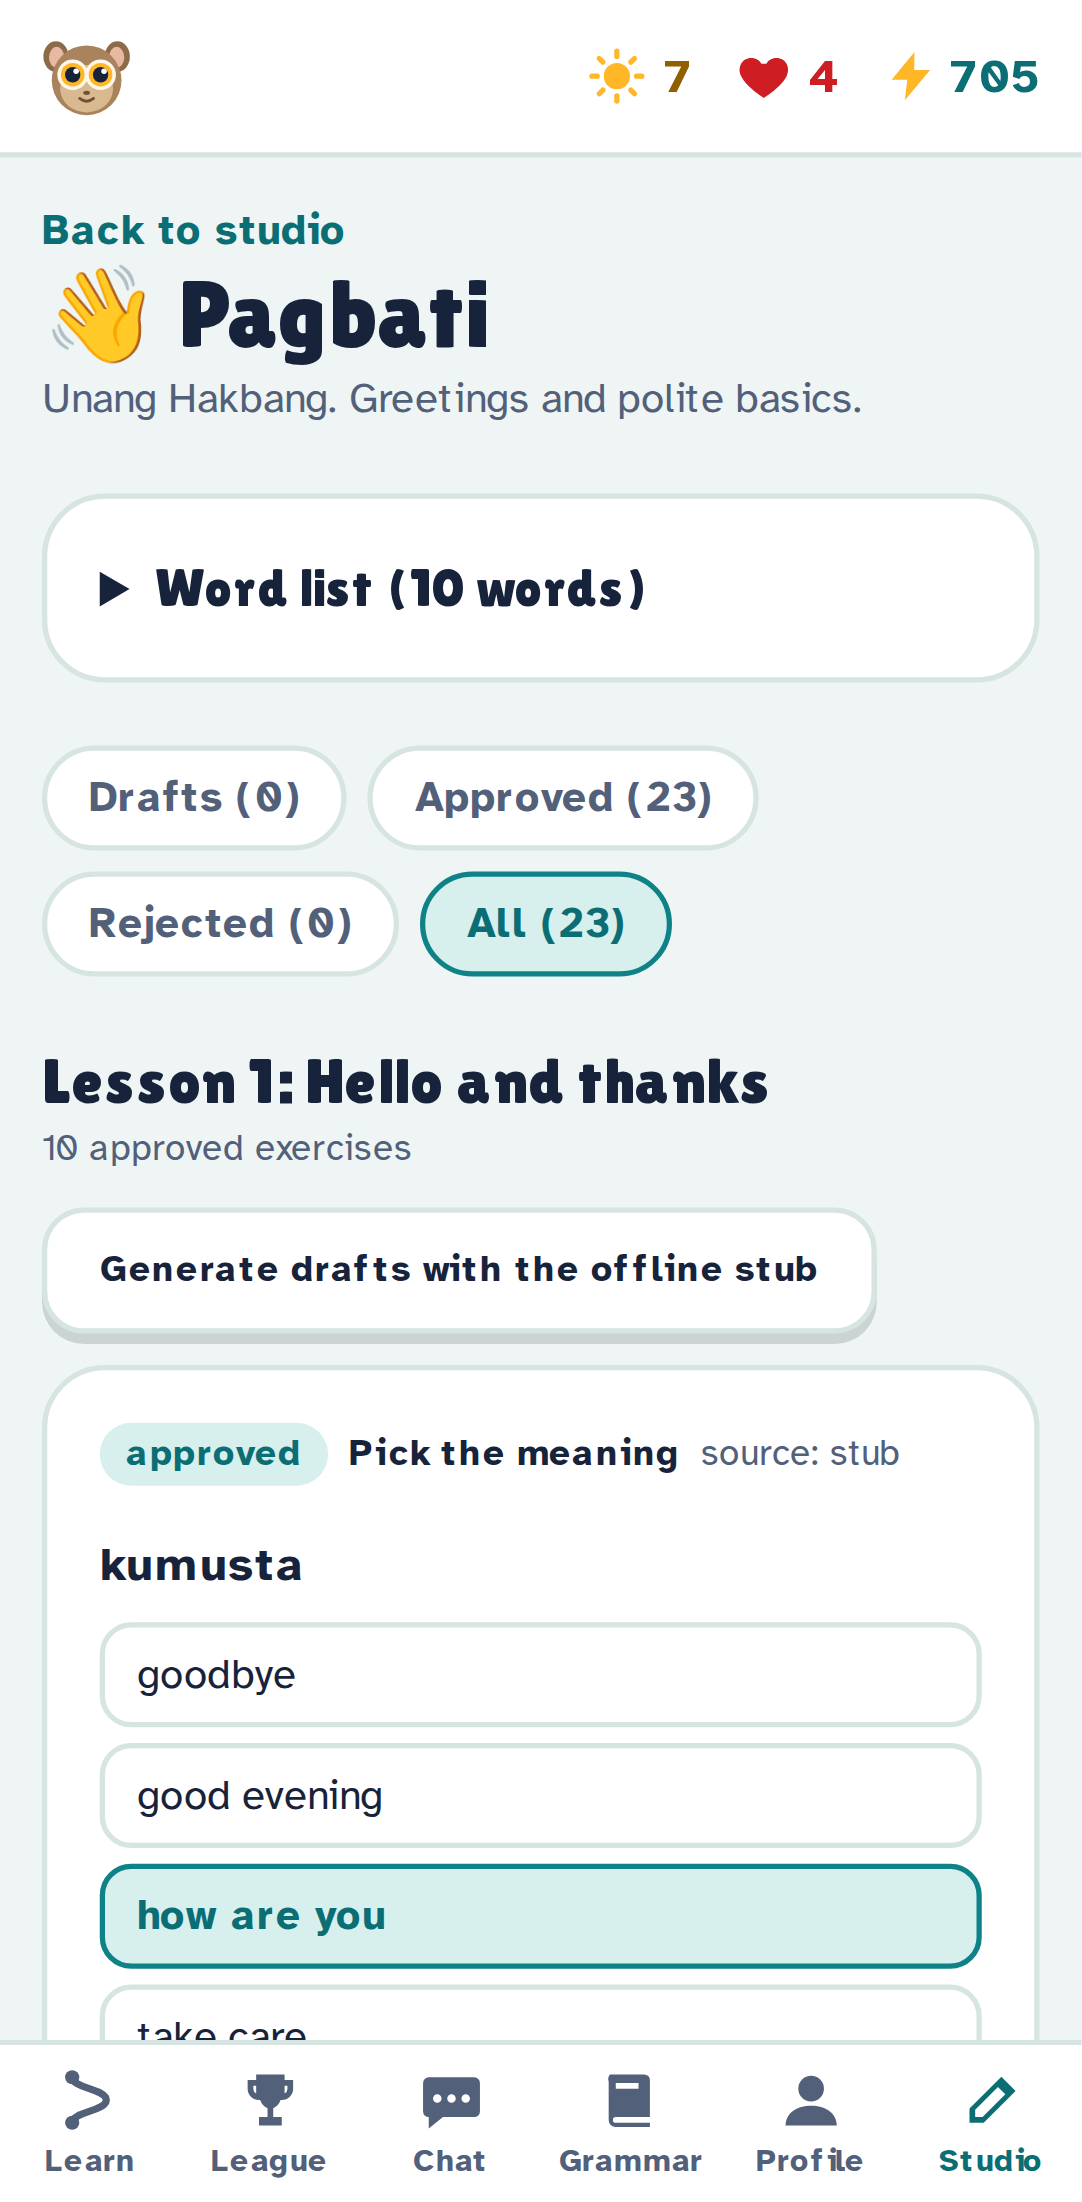 7 4 705
Back to studio
👋 Pagbati
Unang Hakbang. Greetings and polite basics.
Word list (10 words)
Drafts (0) Approved (23)
Rejected (0) All (23)
Lesson 1: Hello and thanks
10 approved exercises
Generate drafts with the offline stub
approved Pick the meaning source: stub
kumusta
goodbye
good evening
how are you
take care
Learn League Chat Grammar Profile Studio